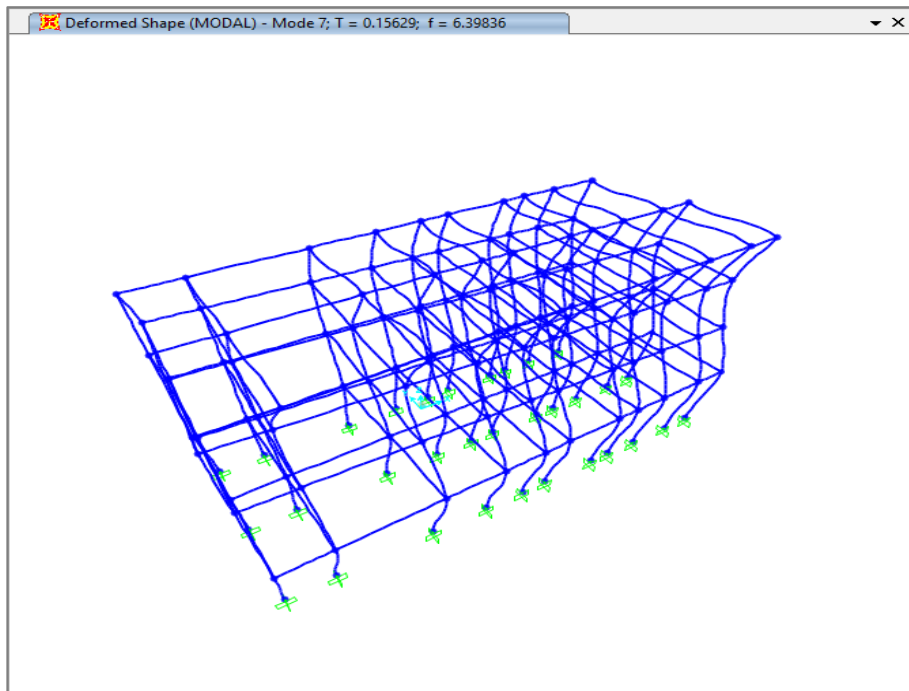 Deformed Shape (MODAL) - Mode 7; T = 0.15629;  f = 6.39836